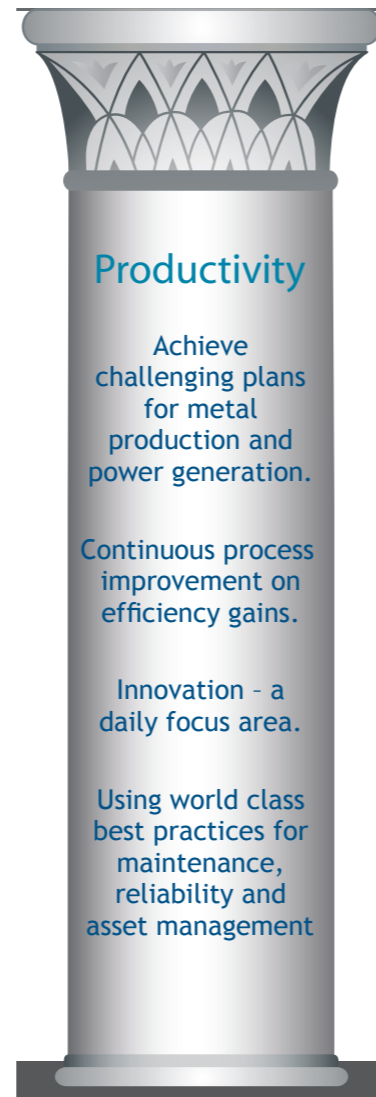 Productivity
Achieve
challenging plans
for metal
production and
power generation.
Continuous process
improvement on
efficiency gains.
Innovation – a
daily focus area.
Using world class
best practices for
maintenance,
reliability and
asset management